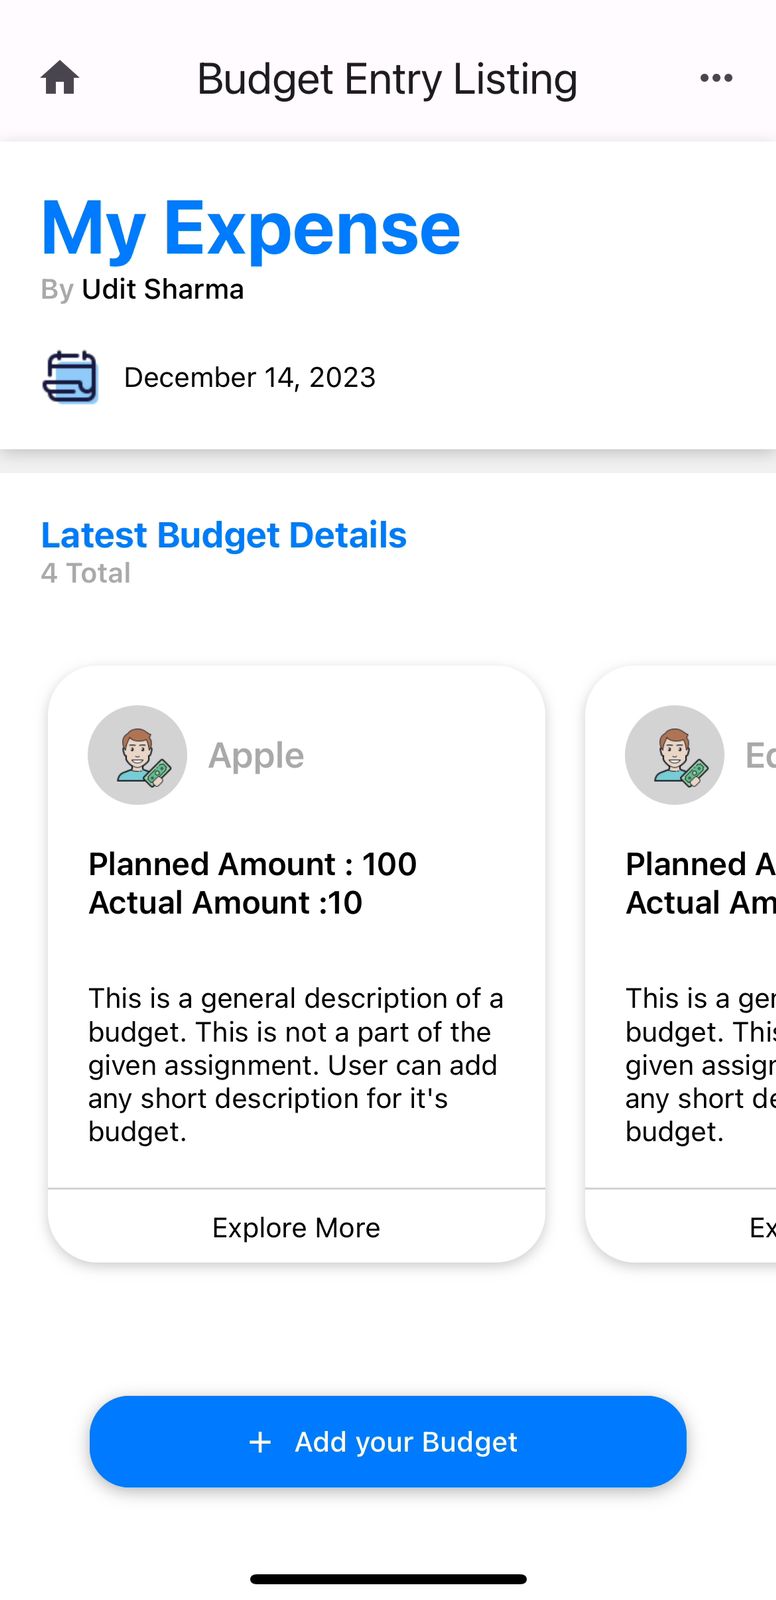 Budget Entry Listing
My Expense
By Udit Sharma
December 14, 2023
Latest Budget Details
4 Total
Apple
Planned Amount : 100
Actual Amount :10
This is a general description of a
budget. This is not a part of the
given assignment. User can add
any short description for it's
budget.
Explore More
Planned A
Actual Am
This is a ger
budget. This
given assign
any short de
budget.
Ex
+ Add your Budget